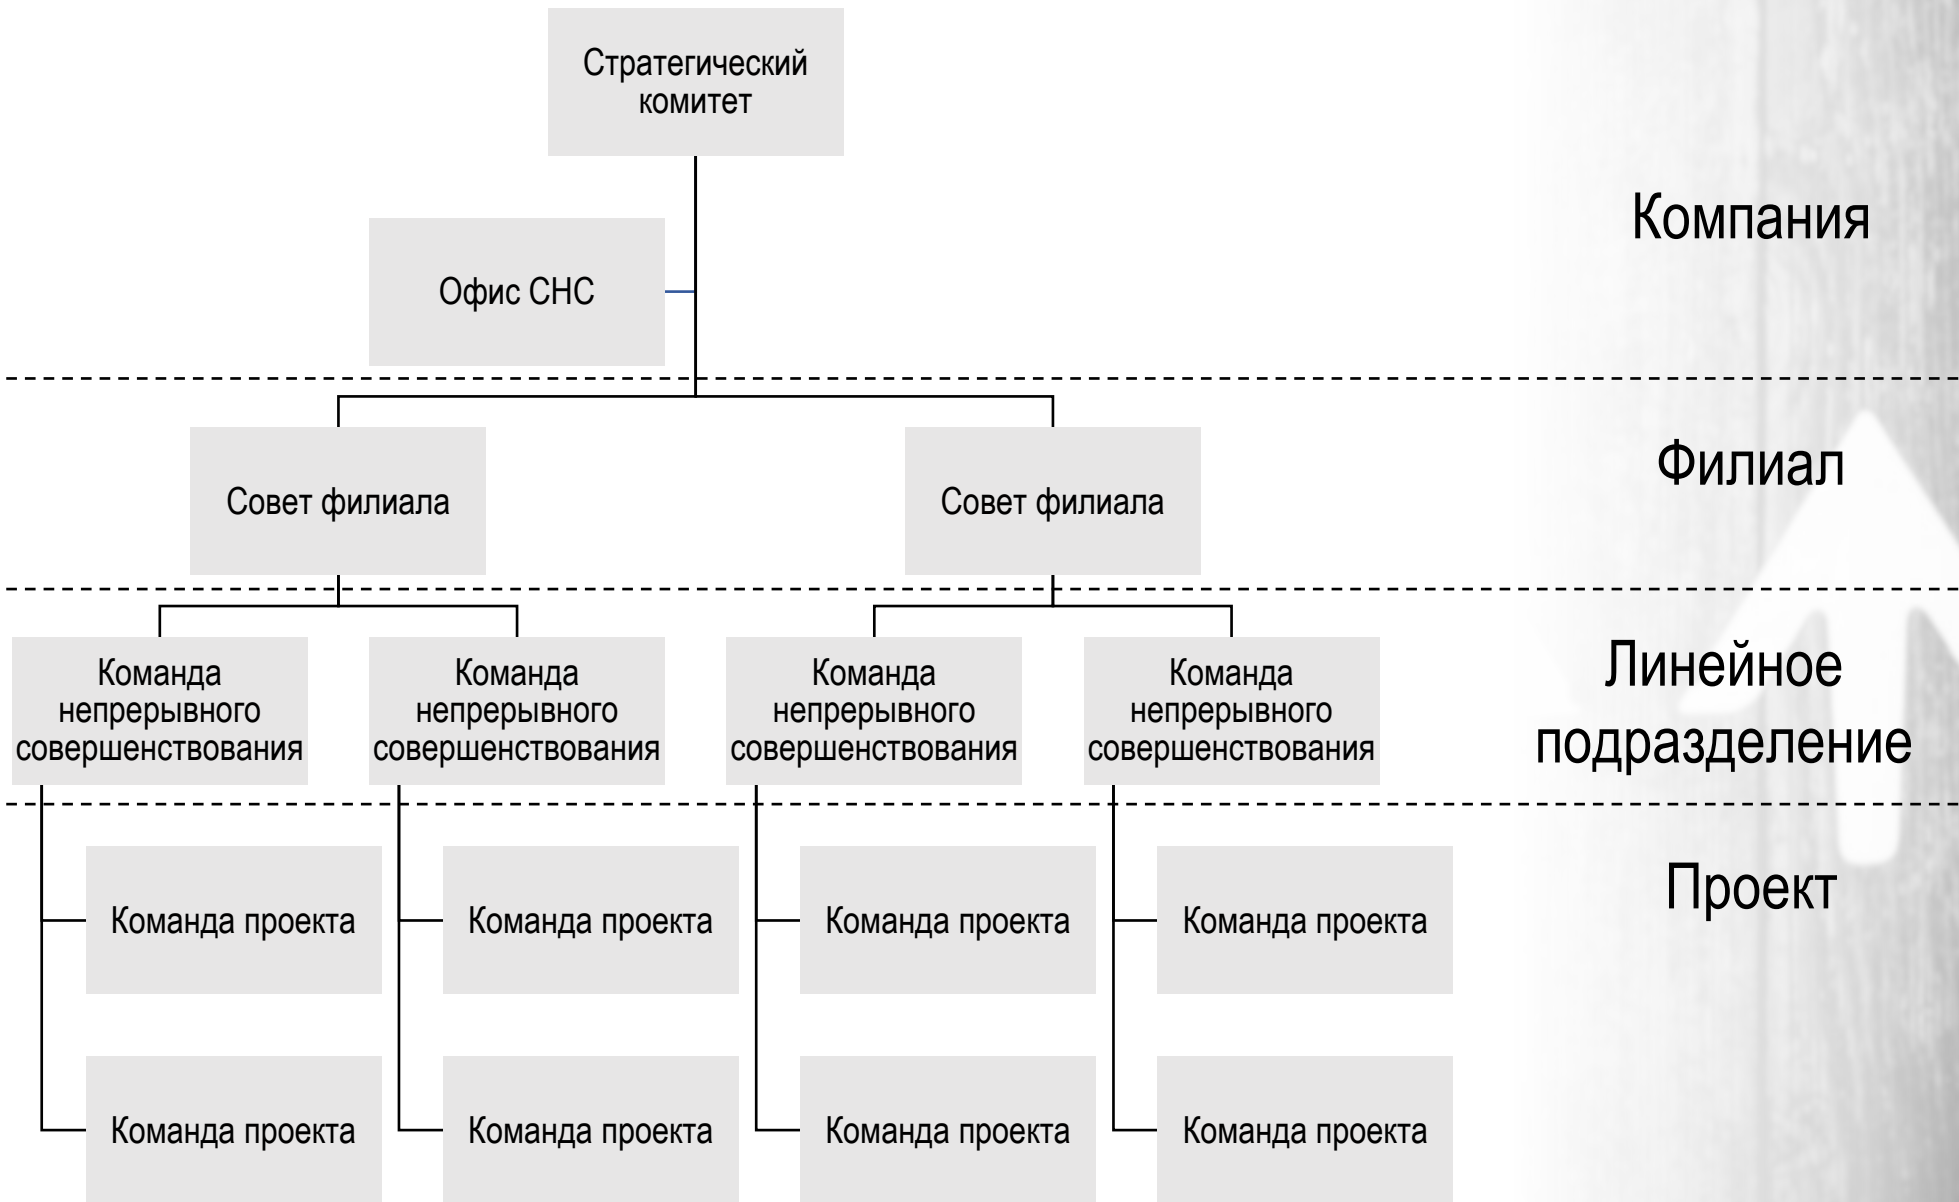 Стратегический
комитет
Компания
Офис СНС
Филиал
Совет филиала
Совет филиала
Линейное
подразделение
Команда
непрерывного
совершенствования
Команда
непрерывного
совершенствования
Команда
непрерывного
совершенствования
Команда
непрерывного
совершенствования
Проект
Команда проекта
Команда проекта
Команда проекта
Команда проекта
Команда проекта
Команда проекта
Команда проекта
Команда проекта